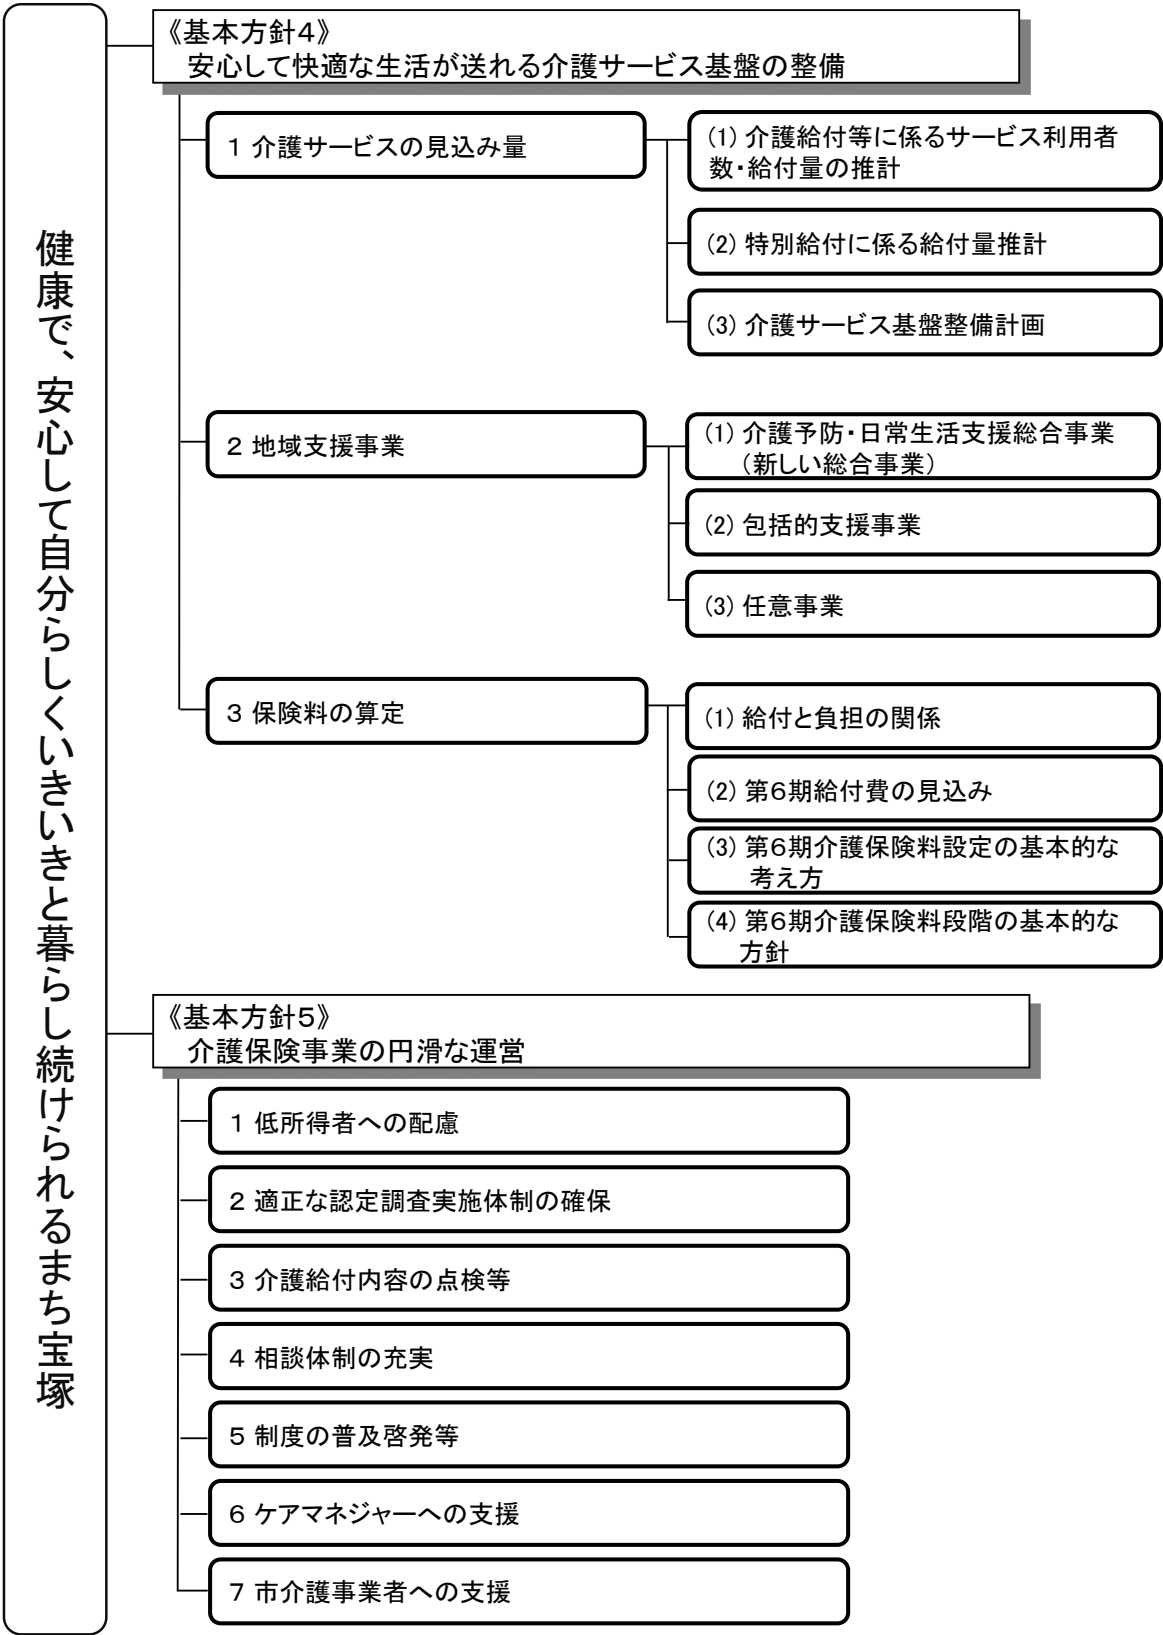 健康で、安心して自分らしくいきいきと暮らし続けられるまち宝塚
《基本方針４》
安心して快適な生活が送れる介護サービス基盤の整備
１ 介護サービスの見込み量
(1) 介護給付等に係るサービス利用者
数・給付量の推計
(2) 特別給付に係る給付量推計
(3) 介護サービス基盤整備計画
２ 地域支援事業
(1) 介護予防・日常生活支援総合事業
（新しい総合事業）
(2) 包括的支援事業
(3) 任意事業
３ 保険料の算定
(1) 給付と負担の関係
(2) 第６期給付費の見込み
(3) 第６期介護保険料設定の基本的な
考え方
(4) 第６期介護保険料段階の基本的な
方針
《基本方針５》
介護保険事業の円滑な運営
１ 低所得者への配慮
２ 適正な認定調査実施体制の確保
３ 介護給付内容の点検等
４ 相談体制の充実
５ 制度の普及啓発等
６ ケアマネジャーへの支援
７ 市介護事業者への支援